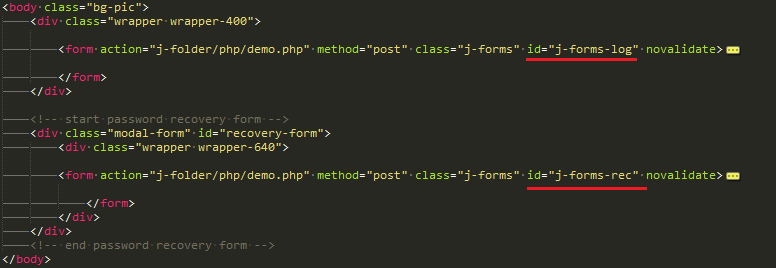 <body class="bg-pic">
<div class="wrapper wrapper-400">
<form action="j-folder/php/demo.php" method="post" class="j-forms" id="j-forms-log" novalidate>
</form>
</div>
<!-- start password recovery form -->
<div class="modal-form" id="recovery-form">
<div class="wrapper wrapper-640">
<form action="j-folder/php/demo.php" method="post" class="j-forms" id="j-forms-rec" novalidate>
</form>
</div>
</div>
<!-- end password recovery form -->
</body>